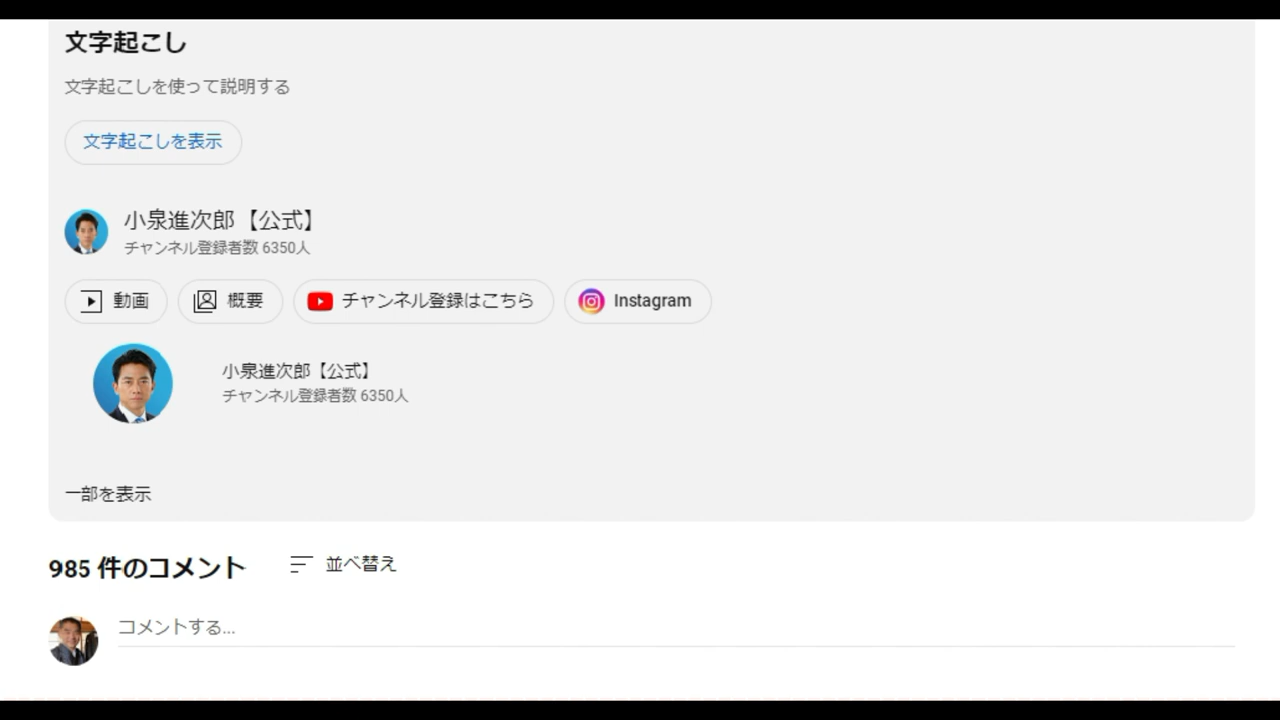 文字起こし
文字起こしを使って説明する
文字起こしを表示
小泉進次郎【公式】
チャンネル登録者数 6350人
動画 概要 チャンネル登録はこちら Instagram
小泉進次郎【公式】
チャンネル登録者数 6350人
一部を表示
985 件のコメント 並べ替え
コメントする...